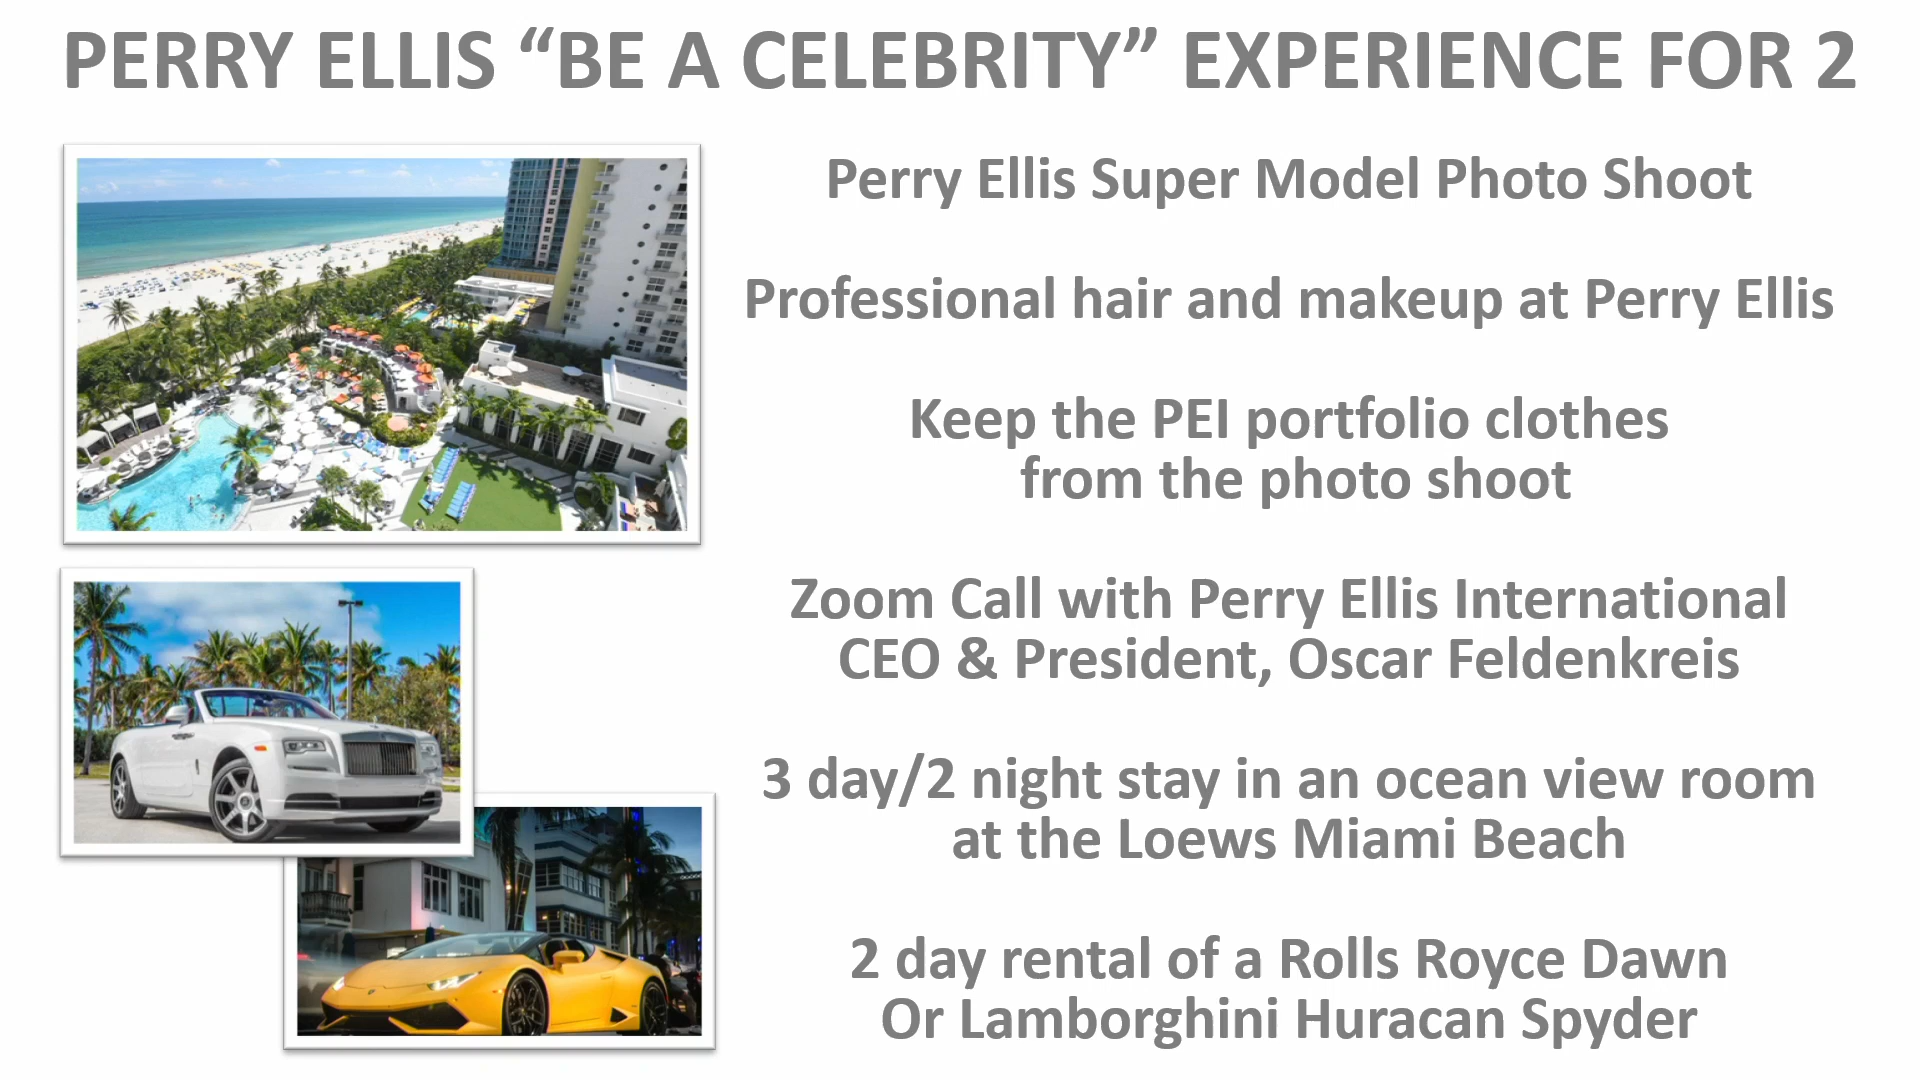 PERRY ELLIS “BE A CELEBRITY” EXPERIENCE FOR 2
Perry Ellis Super Model Photo Shoot
Professional hair and makeup at Perry Ellis
Keep the PEI portfolio clothes
from the photo shoot
Zoom Call with Perry Ellis International
CEO & President, Oscar Feldenkreis
3 day/2 night stay in an ocean view room
at the Loews Miami Beach
2 day rental of a Rolls Royce Dawn
Or Lamborghini Huracan Spyder